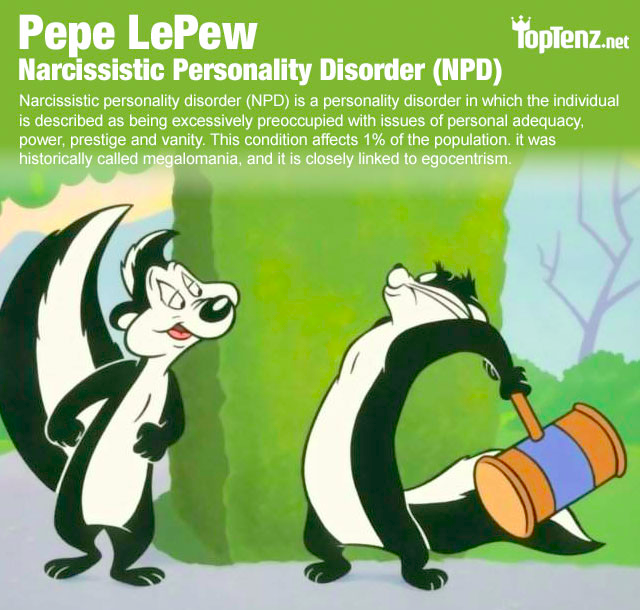 Pepe LePew
TopTenz.net
Narcissistic Personality Disorder (NPD)
Narcissistic personality disorder (NPD) is a personality disorder in which the individual
is described as being excessively preoccupied with issues of personal adequacy,
power, prestige and vanity. This condition affects 1% of the population. it was
historically called megalomania, and it is closely linked to egocentrism.